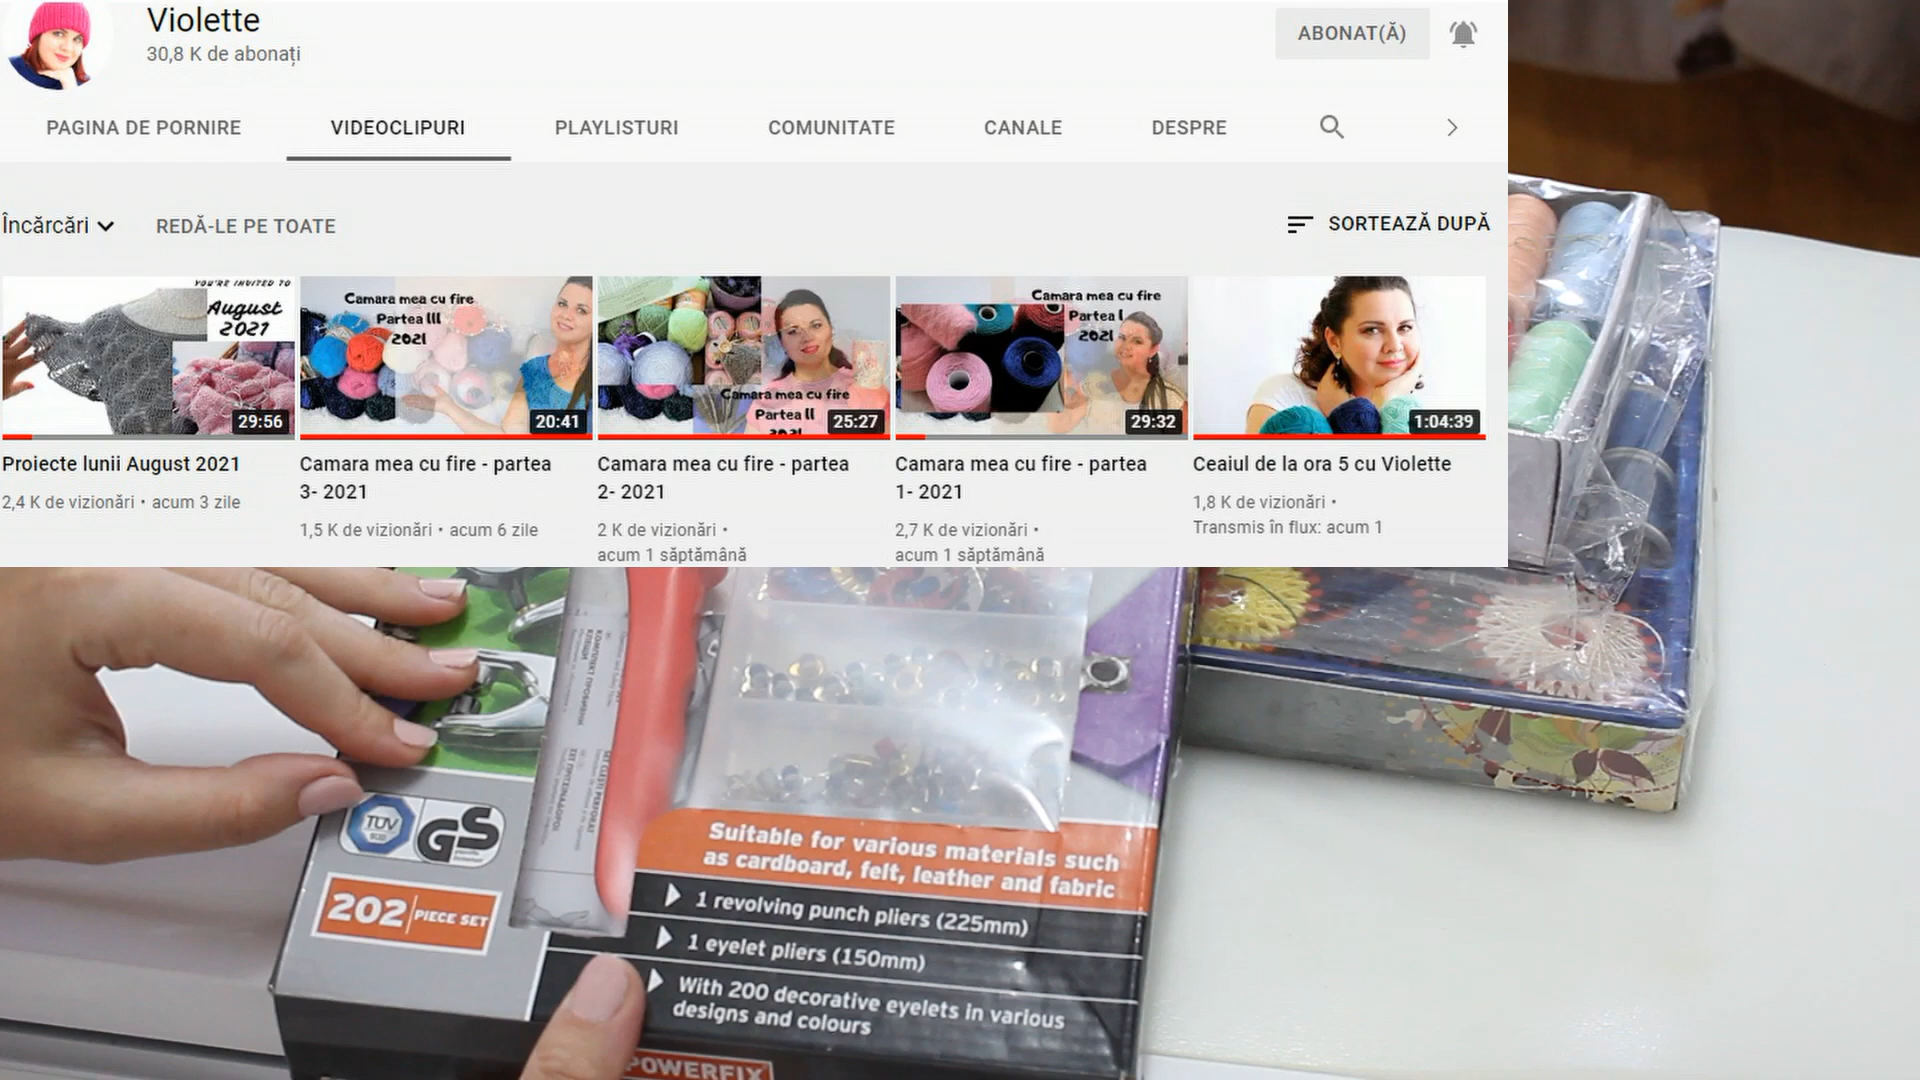 Violette
30,8 K de abonați
ABONAT(Ă)
PAGINA DE PORNIRE
VIDEOCLIPURI
PLAYLISTURI
COMUNITATE
CANALE
DESPRE
Încărcări
REDĂ-LE PE TOATE
SORTEAZĂ DUPĂ
YOU'RE INVITED TO
August
2021
29:56
Camara mea cu fire
Partea III
2021
20:41
Camara mea cu fire
Partea II
2021
25:27
Camara mea cu fire
Partea I
2021
29:32
1:04:39
Proiecte lunii August 2021
2,4 K de vizionări • acum 3 zile
Camara mea cu fire - partea
3- 2021
1,5 K de vizionări • acum 6 zile
Camara mea cu fire - partea
2- 2021
2 K de vizionări •
acum 1 săptămână
Camara mea cu fire - partea
1- 2021
2,7 K de vizionări •
acum 1 săptămână
Ceaiul de la ora 5 cu Violette
1,8 K de vizionări •
Transmis în flux: acum 1
TÜV
GS
202 PIECE SET
Suitable for various materials such
as cardboard, felt, leather and fabric
1 revolving punch pliers (225mm)
1 eyelet pliers (150mm)
With 200 decorative eyelets in various
designs and colours
POWERFIX